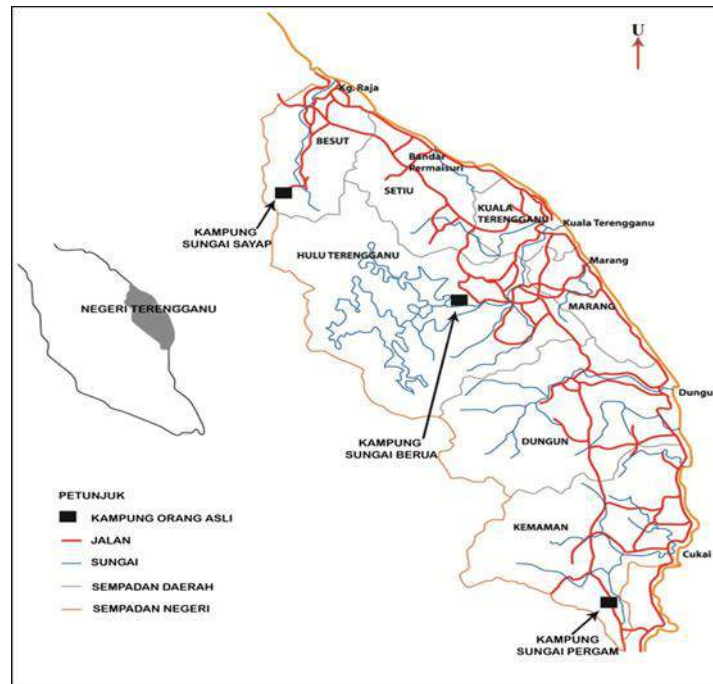 U
Kg. Raja
BESUT
Bandar
Permaisuri
SETIU
KUALA
TERENGGANU
Kuala Terengganu
KAMPUNG
SUNGAI SAYAP
HULU TERENGGANU
Marang
MARANG
NEGERI TERENGGANU
Dungu
KAMPUNG
SUNGAI BERUA
DUNGUN
PETUNJUK
KAMPUNG ORANG ASLI
JALAN
SUNGAI
SEMPADAN DAERAH
SEMPADAN NEGERI
KEMAMAN
Cukai
KAMPUNG
SUNGAI PERGAM